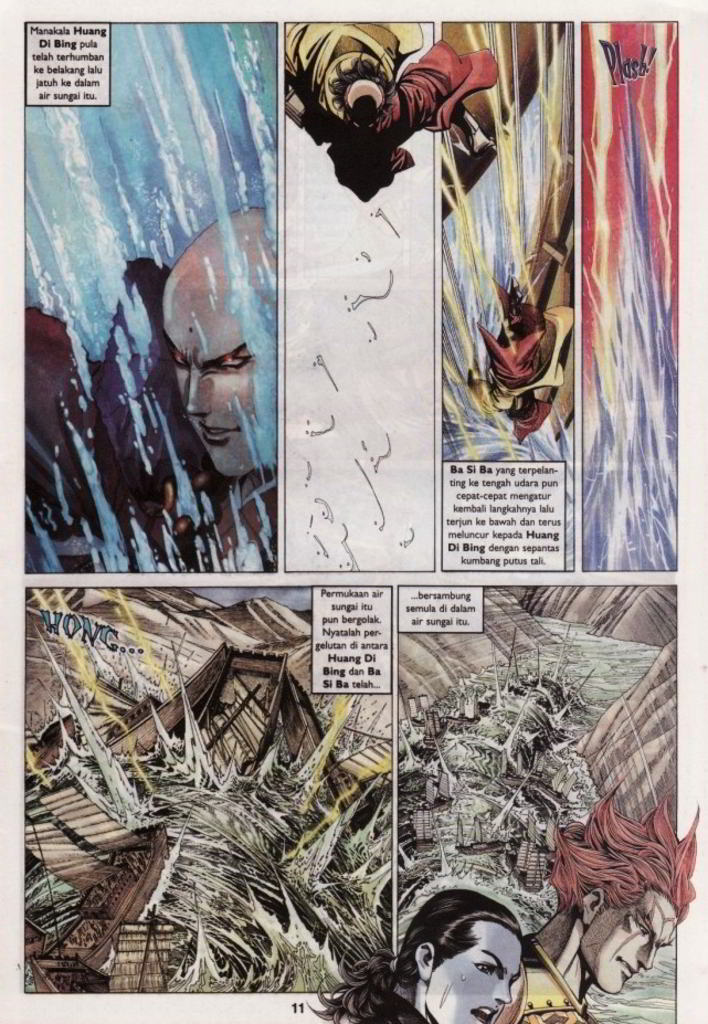 Manakala Huang
Di Bing pula
telah terhumban
ke belakang lalu
jatuh ke dalam
air sungai itu.
Plash!
Ba Si Ba yang terpelan-
ting ke tengah udara pun
cepat-cepat mengatur
kembali langkahnya lalu
terjun ke bawah dan terus
meluncur kepada Huang
Di Bing dengan sepantas
kumbang putus tali.
WONG...
Permukaan air
sungai itu
pun bergolak.
Nyatalah per-
gelutan di antara
Huang Di
Bing dan Ba
Si Ba telah...
...bersambung
semula di dalam
air sungai itu.
11